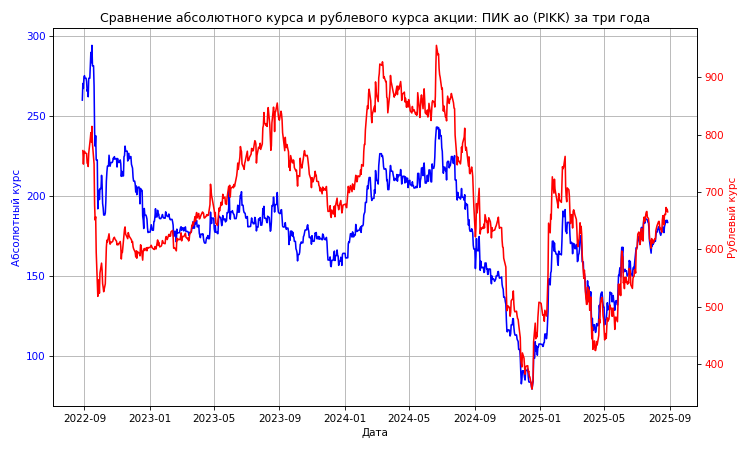 Сравнение абсолютного курса и рублевого курса акции: ПИК ао (PIKK) за три года
Абсолютный курс
300
250
200
150
100
900
800
700
600
500
400
Рублевый курс
2022-09 2023-01 2023-05 2023-09 2024-01 2024-05 2024-09 2025-01 2025-05 2025-09
Дата